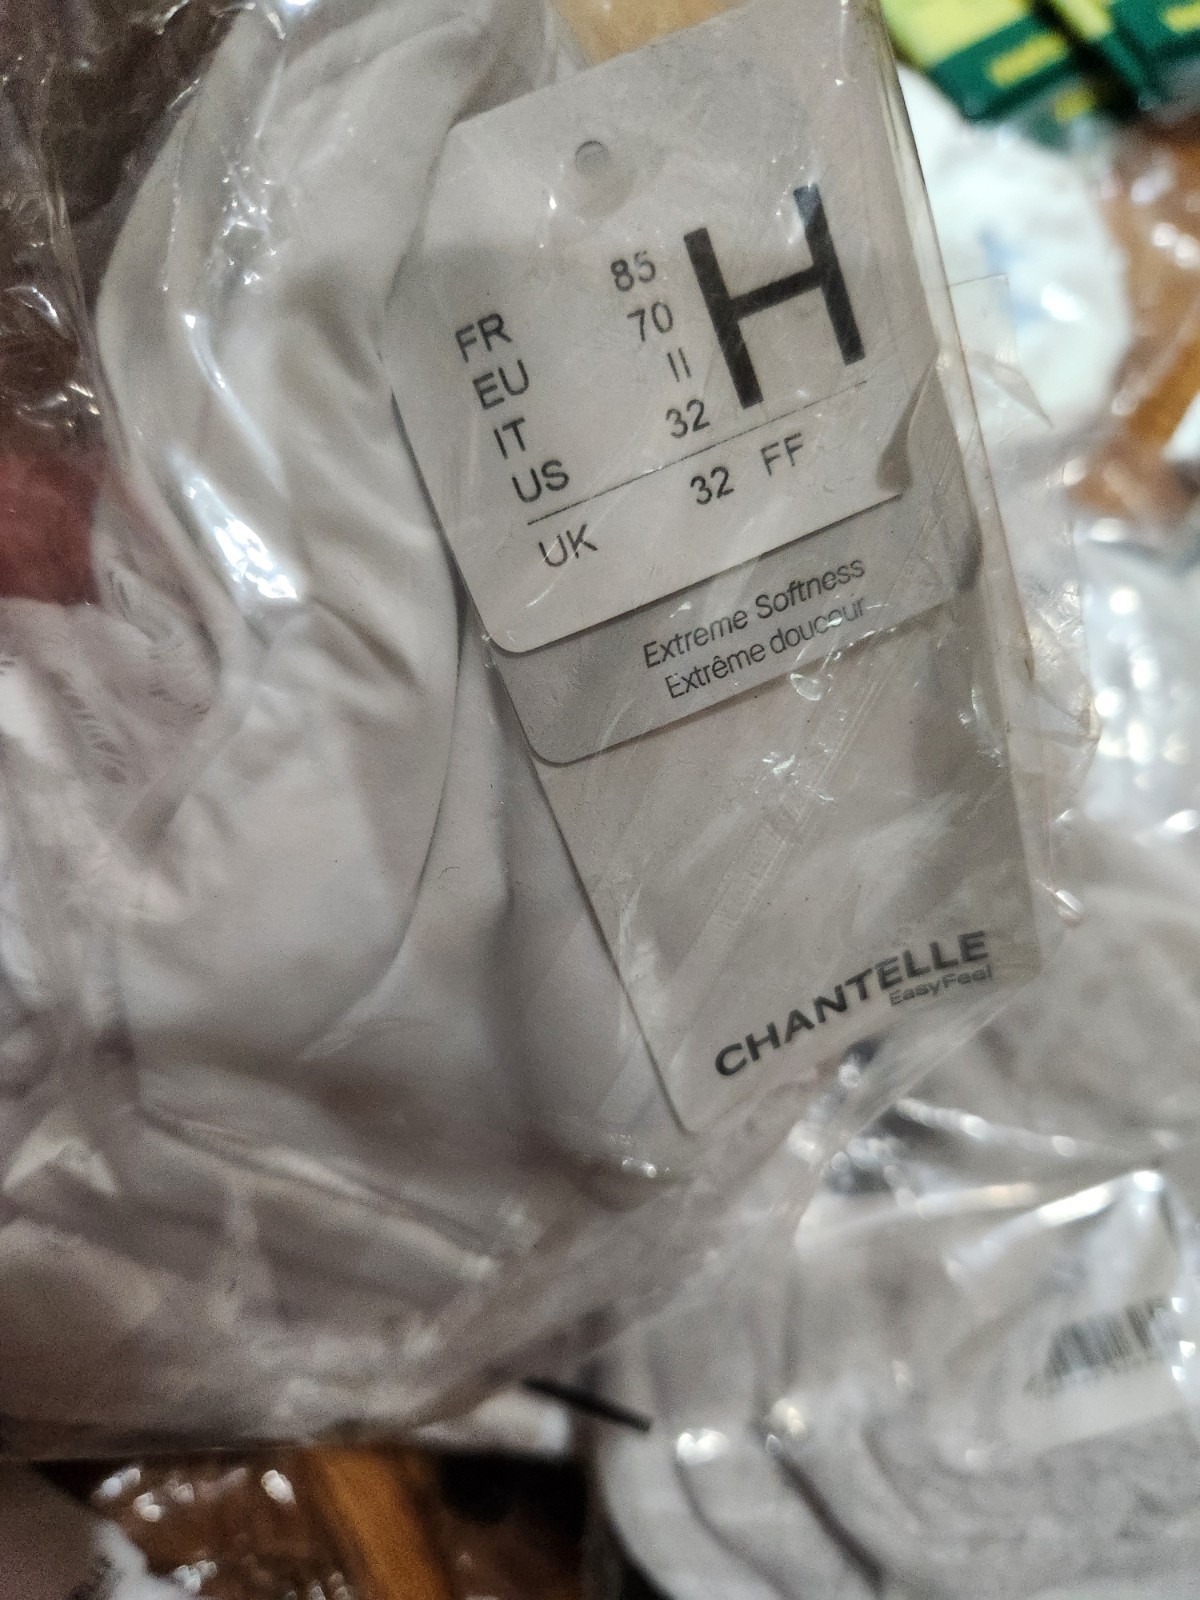 FR 85 H
EU 70
IT II
US 32
UK 32 FF
Extreme Softness
Extrême douceur
CHANTELLE
EasyFeel